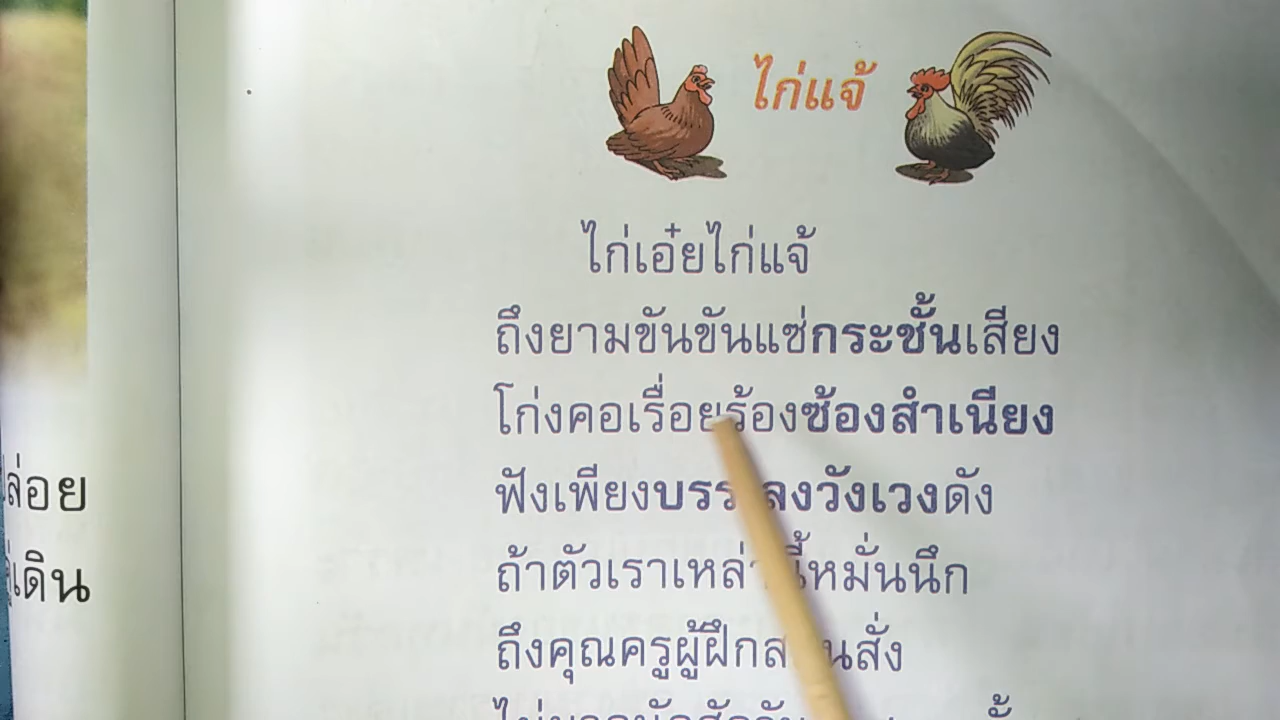 ไก่แจ้
ไก่เอ๋ยไก่แจ้
ถึงยามขันขันแซ่กระชั้นเสียง
โก่งคอเรื่อยร้องซ้องสำเนียง
ฟังเพียงบรรเลงวังเวงดัง
ถ้าตัวเราเหล่านี้หมั่นนึก
ถึงคุณครูผู้ฝึกสอนสั่ง
ล่อย
เดิน